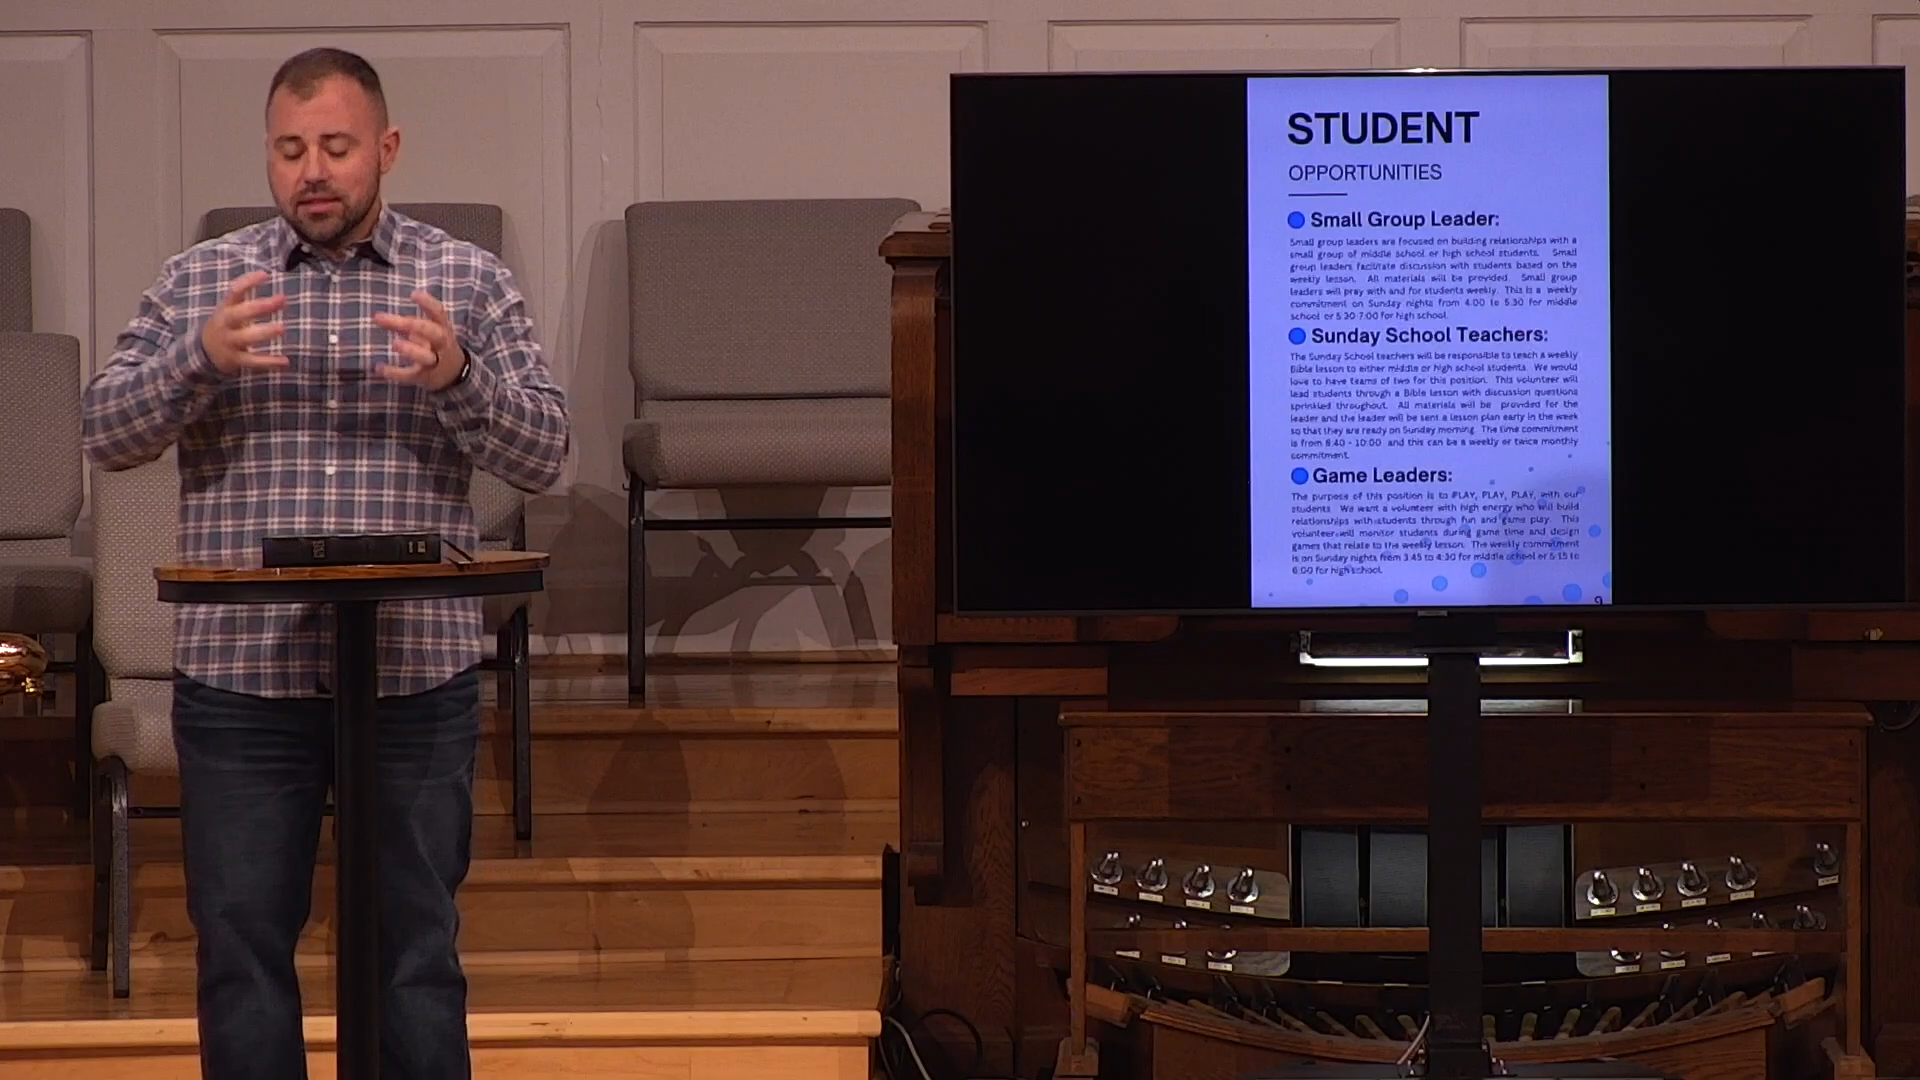 STUDENT
OPPORTUNITIES
Small Group Leader:
Small group leaders are focused on building relationships with a
small group of middle school or high school students. Small
group leaders facilitate discussion with students based on the
weekly lesson. All materials will be provided. Small group
leaders will pray with and for students weekly. This is a weekly
commitment on Sunday nights from 4:00 to 5:30 for middle
school or 5:30-7:00 for high school.
Sunday School Teachers:
The Sunday School teachers will be responsible to teach a weekly
Bible lesson to either middle or high school students. We would
love to have teams of two for this position. This volunteer will
lead students through a Bible lesson with discussion questions
sprinkled throughout. All materials will be provided for the
leader and the leader will be sent a lesson plan early in the week
so that they are ready on Sunday morning. The time commitment
is from 8:40 - 10:00 and this can be a weekly or twice monthly
commitment.
Game Leaders:
The purpose of this position is to PLAY, PLAY, PLAY, with our
students. We want a volunteer with high energy who will build
relationships with students through fun and game play. This
volunteer will monitor students during game time and design
games that relate to the weekly lesson. The weekly commitment
is on Sunday nights from 3:45 to 4:30 for middle school or 5:15 to
6:00 for high school.
9